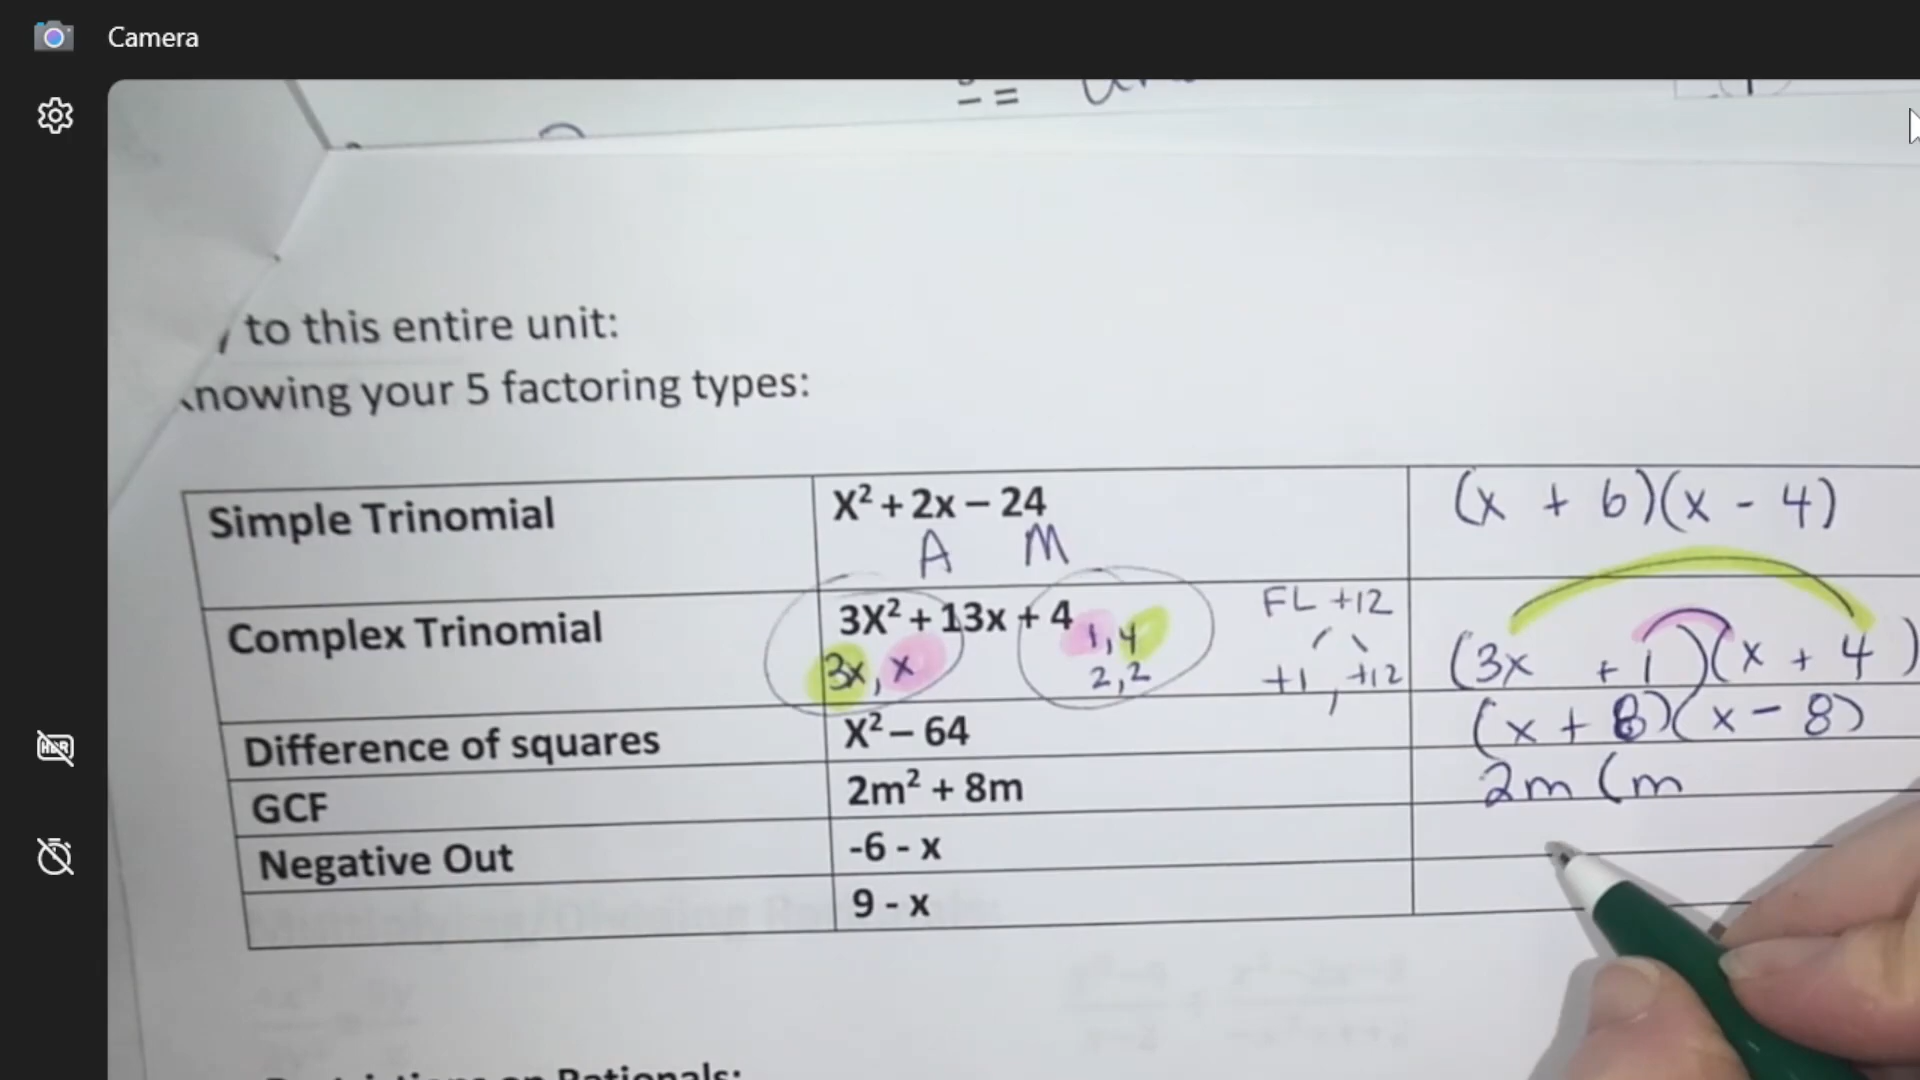 Camera
to this entire unit:
knowing your 5 factoring types:
Simple Trinomial
X² + 2x – 24
A M
(x + 6)(x - 4)
Complex Trinomial
3X² + 13x + 4
3x, x
1,4
2,2
FL +12
+1, +12
(3x + 1)(x + 4)
Difference of squares
X² – 64
(x + 8)(x - 8)
GCF
2m² + 8m
2m (m
Negative Out
-6 - x
9 - x